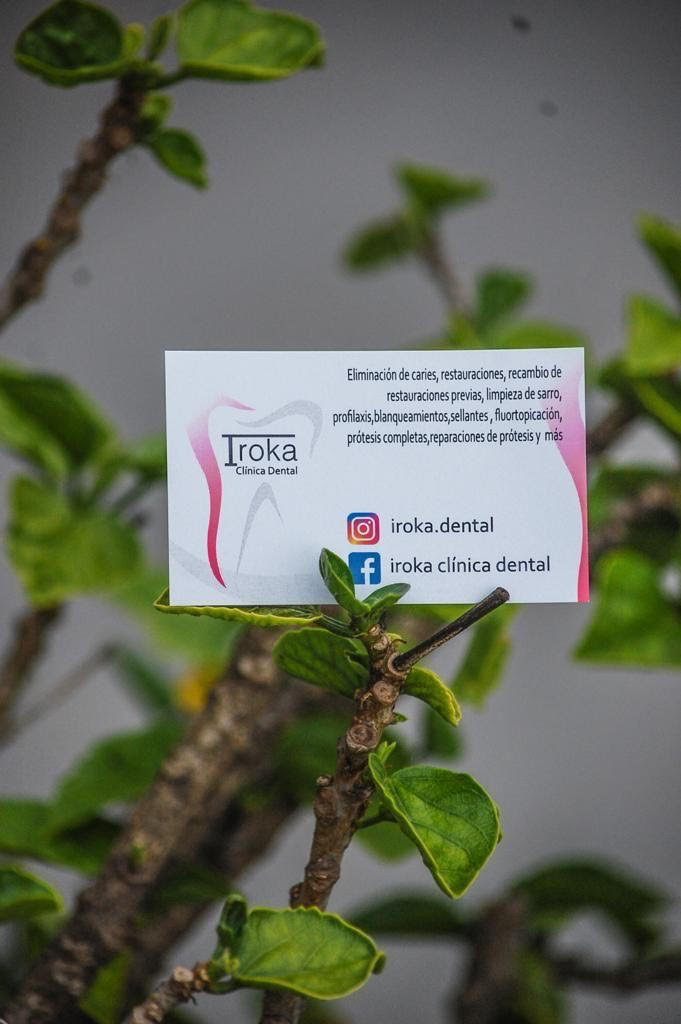 Eliminación de caries, restauraciones, recambio de
restauraciones previas, limpieza de sarro,
profilaxis,blanqueamientos,sellantes , fluortopicación,
prótesis completas,reparaciones de prótesis y más
Iroka
Clínica Dental
iroka.dental
iroka clínica dental